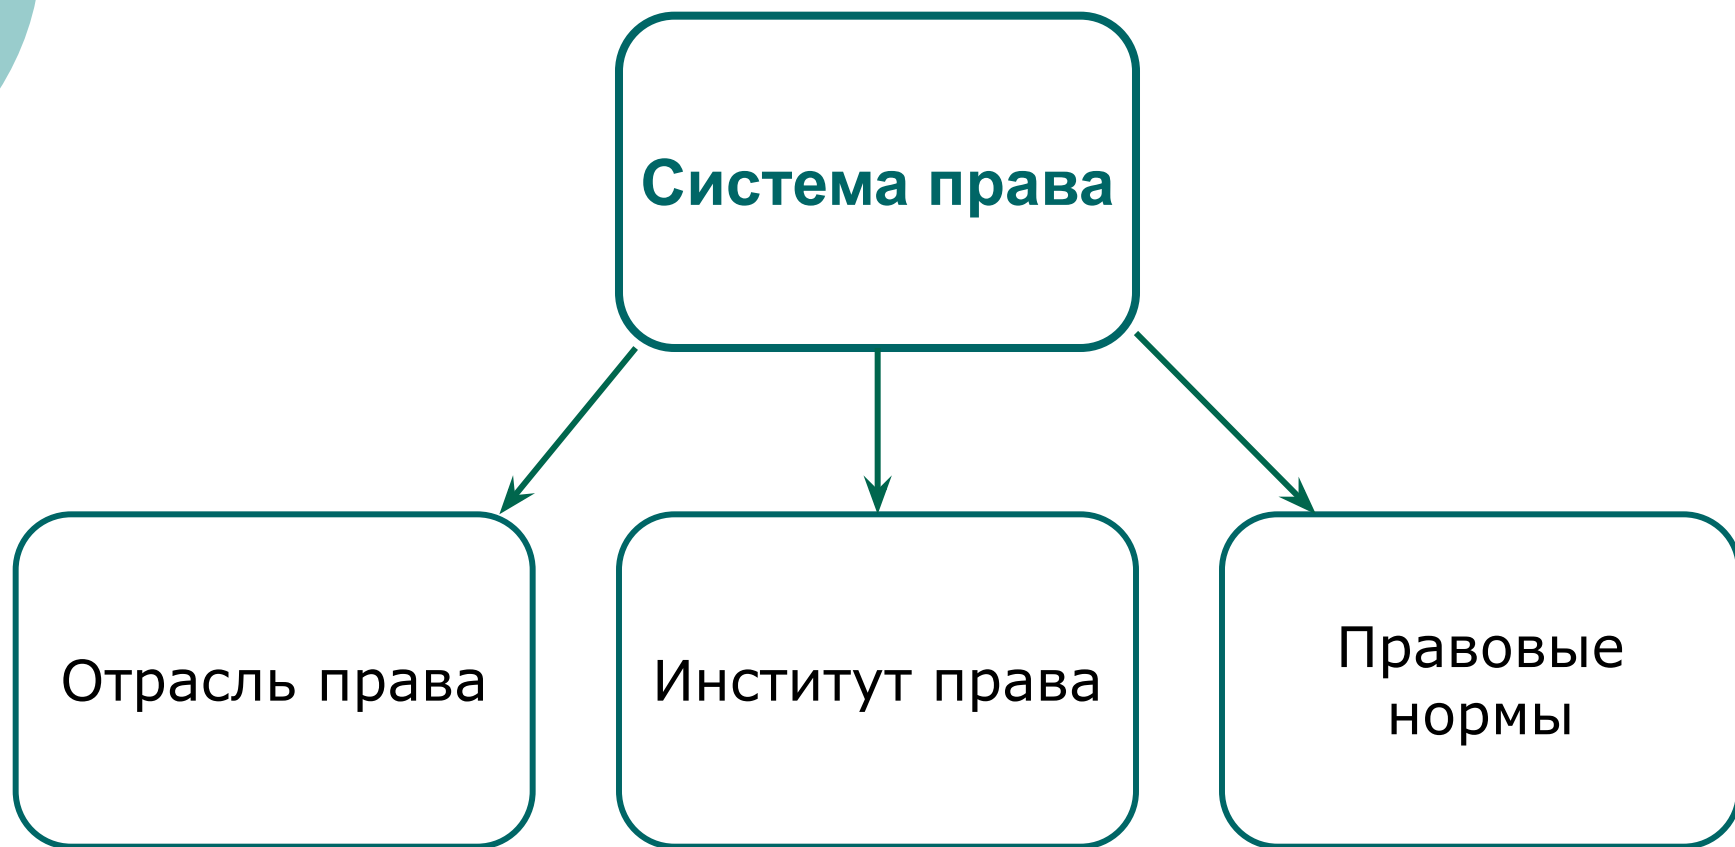 Система права
Отрасль права
Институт права
Правовые
нормы